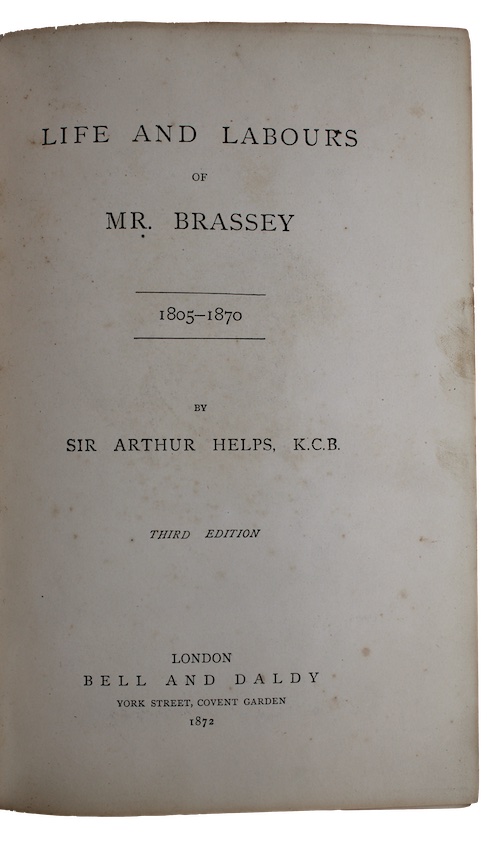 LIFE AND LABOURS
OF
MR. BRASSEY
1805–1870
BY
SIR ARTHUR HELPS, K.C.B.
THIRD EDITION
LONDON
BELL AND DALDY
YORK STREET, COVENT GARDEN
1872